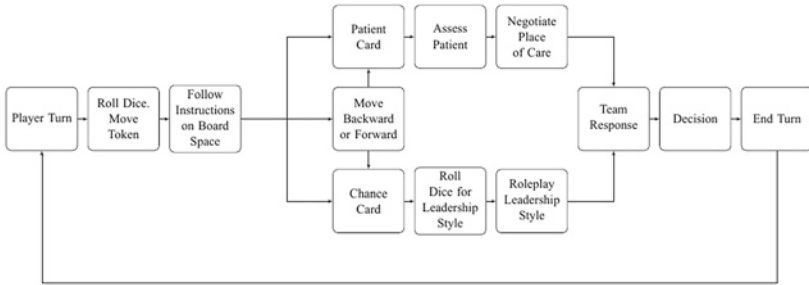 Player Turn
Roll Dice.
Move
Token
Follow
Instructions
on Board
Space
Patient
Card
Assess
Patient
Negotiate
Place
of Care
Move
Backward
or Forward
Chance
Card
Roll
Dice for
Leadership
Style
Roleplay
Leadership
Style
Team
Response
Decision
End Turn